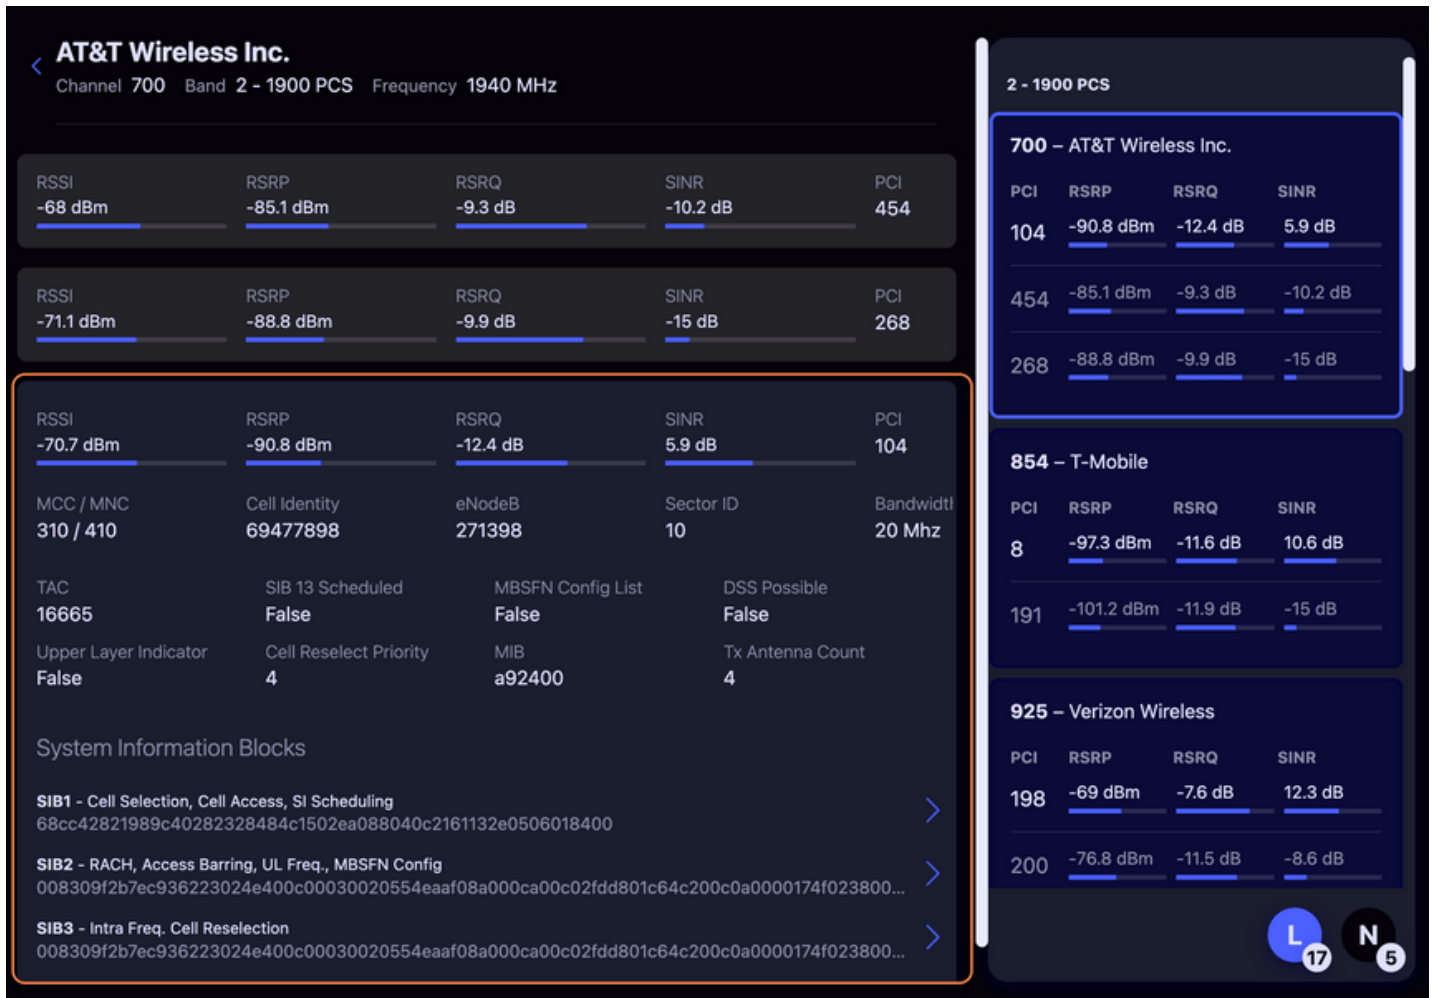 AT&T Wireless Inc.
Channel 700 Band 2 - 1900 PCS Frequency 1940 MHz
RSSI RSRP RSRQ SINR PCI
-68 dBm -85.1 dBm -9.3 dB -10.2 dB 454
RSSI RSRP RSRQ SINR PCI
-71.1 dBm -88.8 dBm -9.9 dB -15 dB 268
RSSI RSRP RSRQ SINR PCI
-70.7 dBm -90.8 dBm -12.4 dB 5.9 dB 104
MCC / MNC Cell Identity eNodeB Sector ID Bandwidth
310 / 410 69477898 271398 10 20 Mhz
TAC SIB 13 Scheduled MBSFN Config List DSS Possible
16665 False False False
Upper Layer Indicator Cell Reselect Priority MIB Tx Antenna Count
False 4 a92400 4
System Information Blocks
SIB1 - Cell Selection, Cell Access, SI Scheduling
68cc42821989c40282328484c1502ea088040c2161132e0506018400
SIB2 - RACH, Access Barring, UL Freq., MBSFN Config
008309f2b7ec936223024e400c00030020554eaaf08a000ca00c02fdd801c64c200c0a0000174f023800...
SIB3 - Intra Freq. Cell Reselection
008309f2b7ec936223024e400c00030020554eaaf08a000ca00c02fdd801c64c200c0a0000174f023800...
2 - 1900 PCS
700 – AT&T Wireless Inc.
PCI RSRP RSRQ SINR
104 -90.8 dBm -12.4 dB 5.9 dB
454 -85.1 dBm -9.3 dB -10.2 dB
268 -88.8 dBm -9.9 dB -15 dB
854 – T-Mobile
PCI RSRP RSRQ SINR
8 -97.3 dBm -11.6 dB 10.6 dB
191 -101.2 dBm -11.9 dB -15 dB
925 – Verizon Wireless
PCI RSRP RSRQ SINR
198 -69 dBm -7.6 dB 12.3 dB
200 -76.8 dBm -11.5 dB -8.6 dB
L 17 N 5